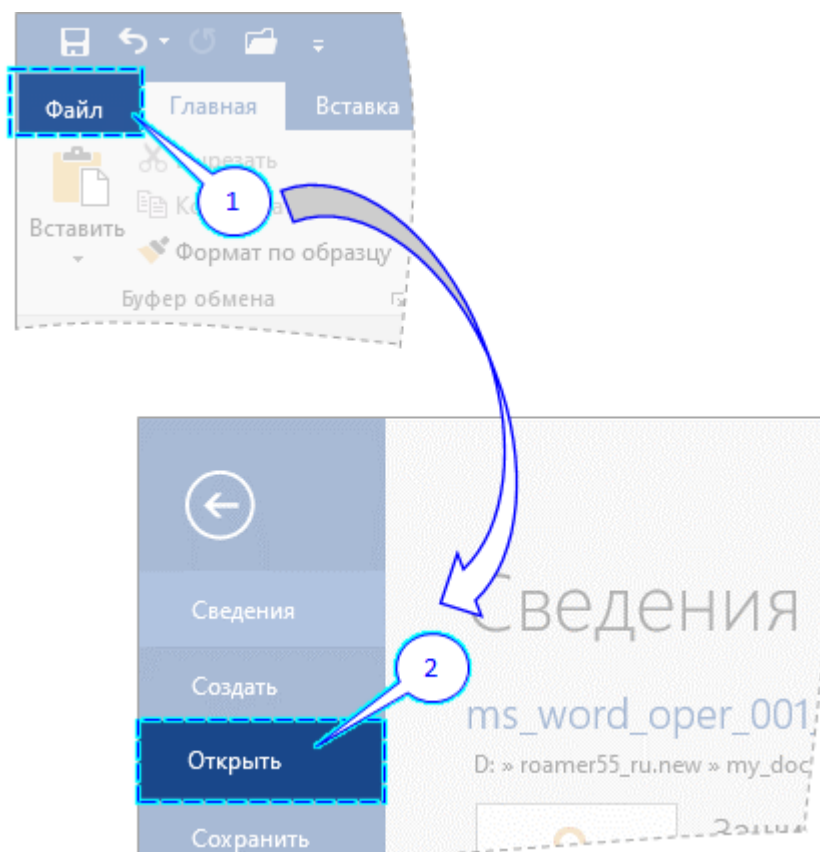 Файл Главная Вставка
1
Вырезать
Вставить
Формат по образцу
Буфер обмена
Сведения
Сведения
2
Создать
ms_word_oper_001
Открыть
D: » roamer55_ru.new » my_doc
Сохранить